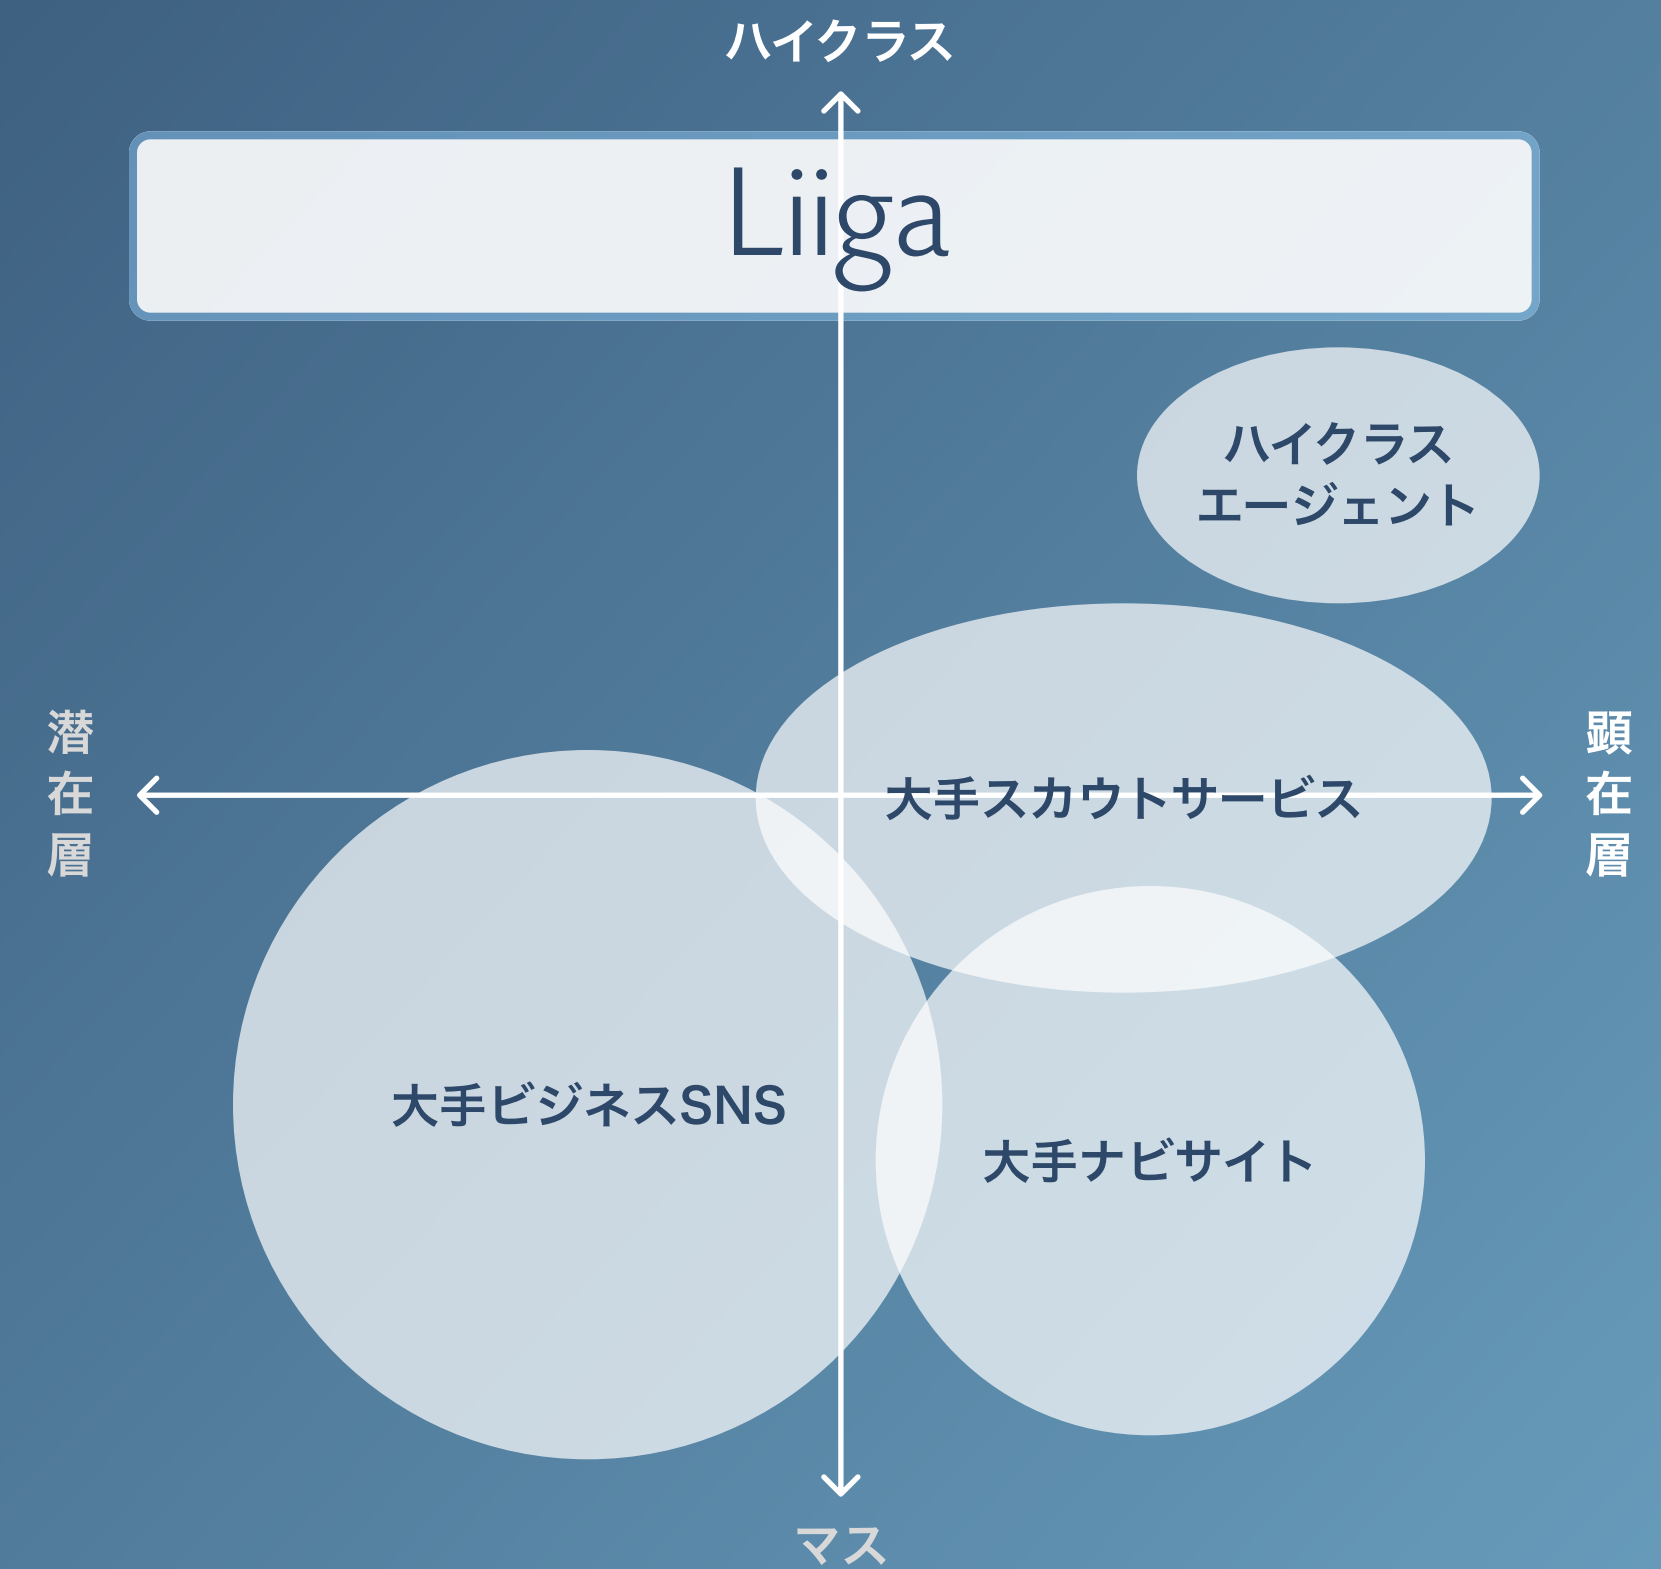 ハイクラス
Liiga
ハイクラス
エージェント
潜在層
顕在層
大手スカウトサービス
大手ビジネスSNS
大手ナビサイト
マス